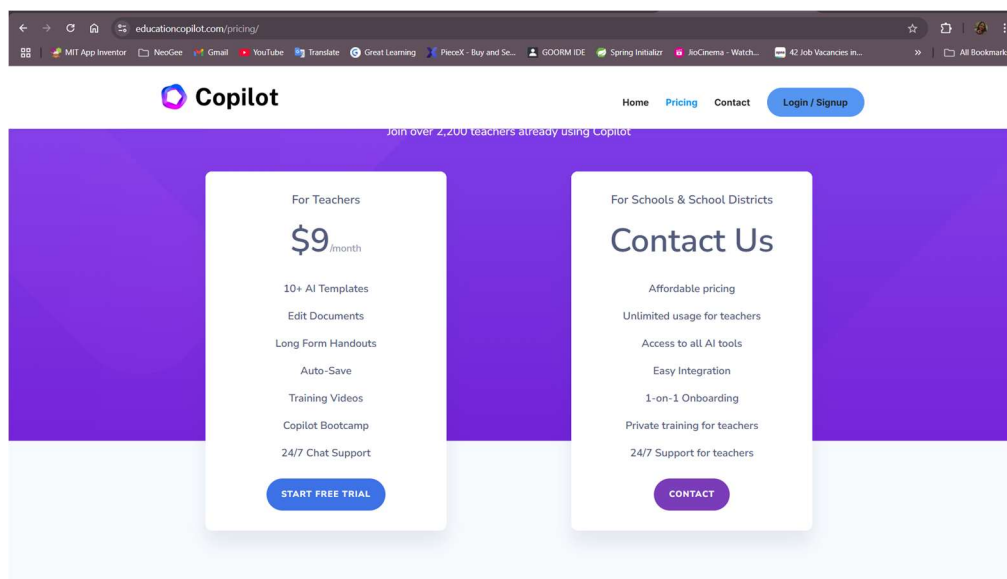 educationcopilot.com/pricing/
MIT App Inventor NeoGee Gmail YouTube Translate Great Learning PieceX - Buy and Se... GOORM IDE Spring Initializr JioCinema - Watch... 42 Job Vacancies in... » All Bookmarks
Copilot
Home Pricing Contact Login / Signup
Join over 2,200 teachers already using Copilot
For Teachers
$9/month
10+ AI Templates
Edit Documents
Long Form Handouts
Auto-Save
Training Videos
Copilot Bootcamp
24/7 Chat Support
START FREE TRIAL
For Schools & School Districts
Contact Us
Affordable pricing
Unlimited usage for teachers
Access to all AI tools
Easy Integration
1-on-1 Onboarding
Private training for teachers
24/7 Support for teachers
CONTACT